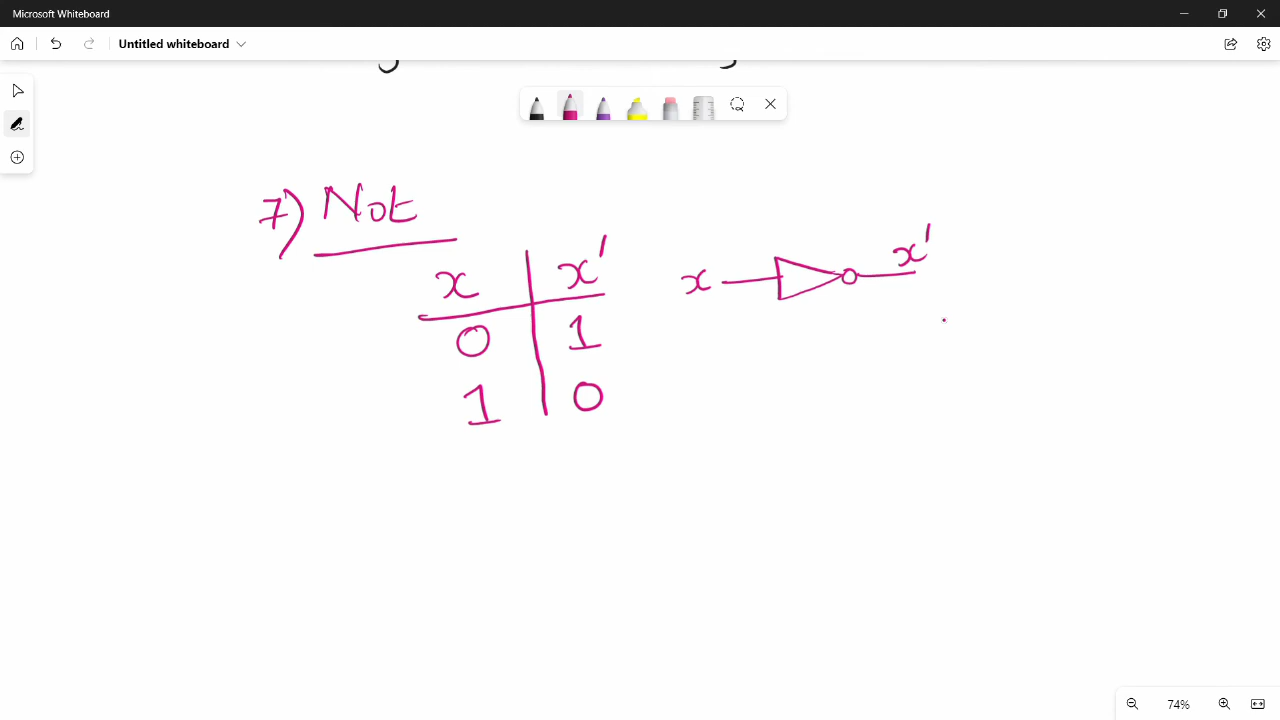 Microsoft Whiteboard
Untitled whiteboard
7) Not
x x'
0 1
1 0
x x'
74%